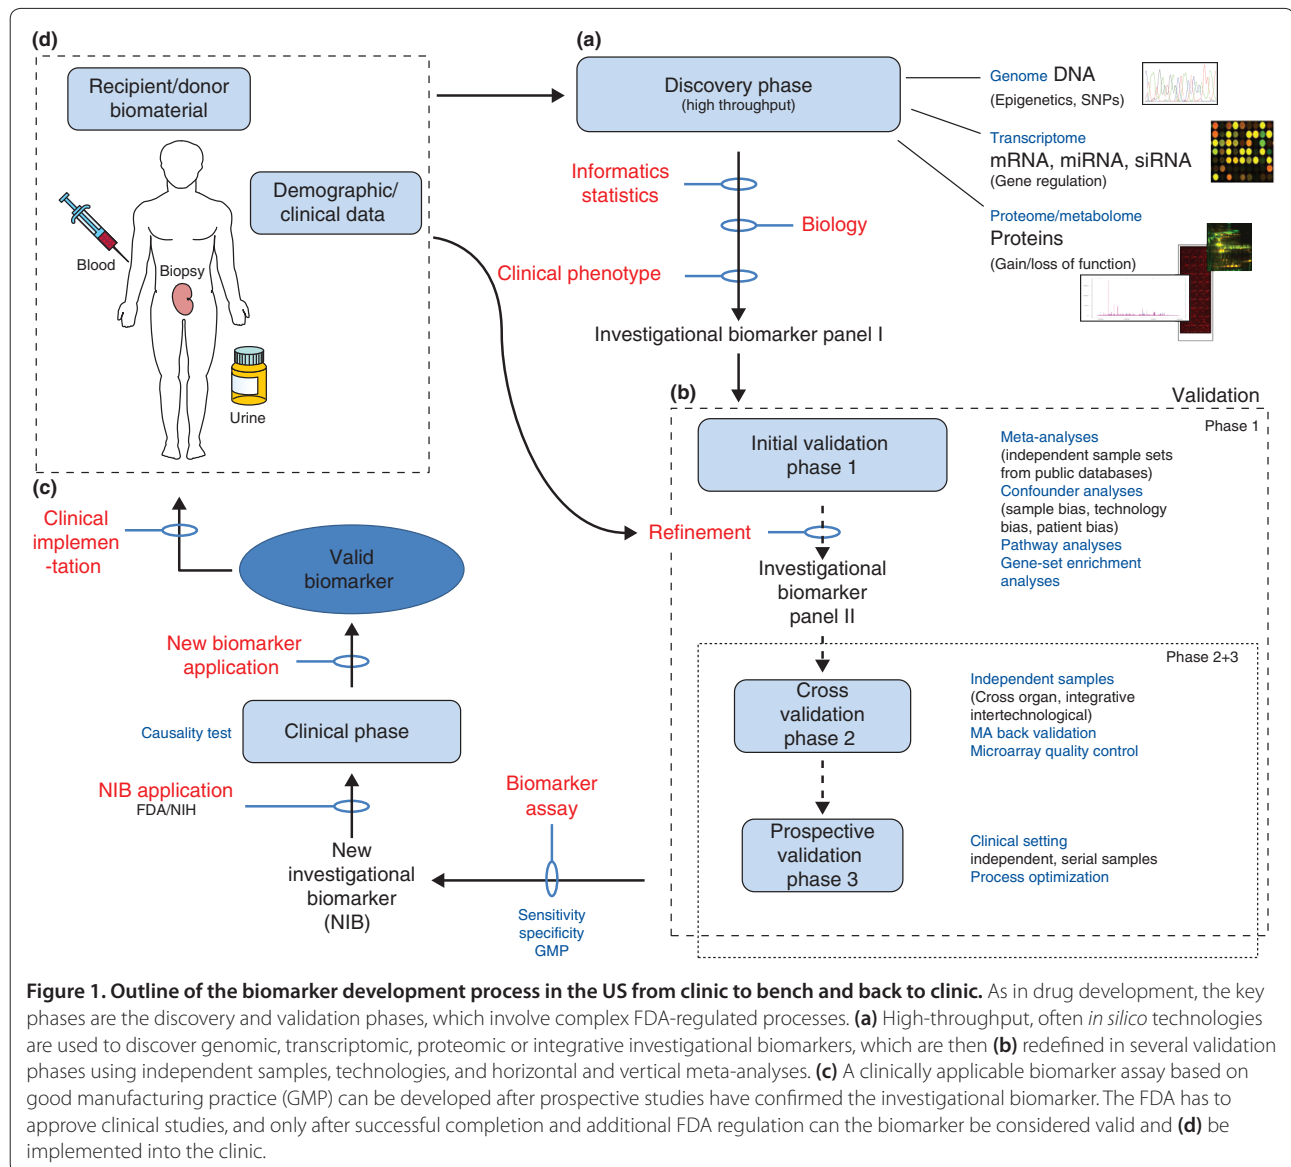 (d)
Recipient/donor
biomaterial
Demographic/
clinical data
Blood
Biopsy
Urine
(a)
Discovery phase
(high throughput)
Genome DNA
(Epigenetics, SNPs)
Transcriptome
mRNA, miRNA, siRNA
(Gene regulation)
Proteome/metabolome
Proteins
(Gain/loss of function)
Informatics
statistics
Biology
Clinical phenotype
Investigational biomarker panel I
(b)
Validation
Phase 1
Initial validation
phase 1
Meta-analyses
(independent sample sets
from public databases)
Confounder analyses
(sample bias, technology
bias, patient bias)
Pathway analyses
Gene-set enrichment
analyses
Refinement
Investigational
biomarker
panel II
Phase 2+3
Cross
validation
phase 2
Independent samples
(Cross organ, integrative
intertechnological)
MA back validation
Microarray quality control
Prospective
validation
phase 3
Clinical setting
independent, serial samples
Process optimization
(c)
Clinical
implemen
-tation
Valid
biomarker
New biomarker
application
Causality test
Clinical phase
NIB application
FDA/NIH
New
investigational
biomarker
(NIB)
Biomarker
assay
Sensitivity
specificity
GMP
Figure 1. Outline of the biomarker development process in the US from clinic to bench and back to clinic. As in drug development, the key
phases are the discovery and validation phases, which involve complex FDA-regulated processes. (a) High-throughput, often in silico technologies
are used to discover genomic, transcriptomic, proteomic or integrative investigational biomarkers, which are then (b) redefined in several validation
phases using independent samples, technologies, and horizontal and vertical meta-analyses. (c) A clinically applicable biomarker assay based on
good manufacturing practice (GMP) can be developed after prospective studies have confirmed the investigational biomarker. The FDA has to
approve clinical studies, and only after successful completion and additional FDA regulation can the biomarker be considered valid and (d) be
implemented into the clinic.